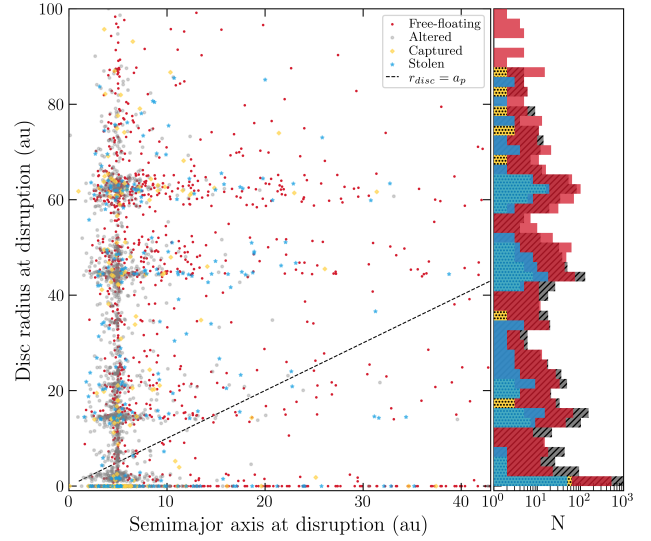 100
80
60
40
20
0
Disc radius at disruption (au)
Free-floating
Altered
Captured
Stolen
r_disc = a_p
0 10 20 30 40
Semimajor axis at disruption (au)
10^0 10^1 10^2 10^3
N